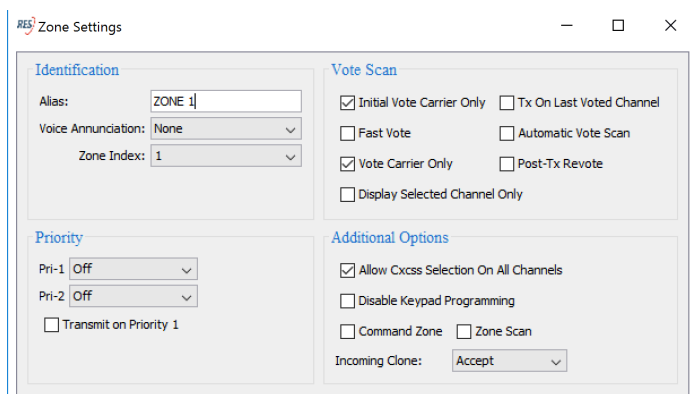 RES Zone Settings
Identification
Alias: ZONE 1
Voice Annunciation: None
Zone Index: 1
Vote Scan
Initial Vote Carrier Only Tx On Last Voted Channel
Fast Vote Automatic Vote Scan
Vote Carrier Only Post-Tx Revote
Display Selected Channel Only
Priority
Pri-1 Off
Pri-2 Off
Transmit on Priority 1
Additional Options
Allow Cxcss Selection On All Channels
Disable Keypad Programming
Command Zone Zone Scan
Incoming Clone: Accept